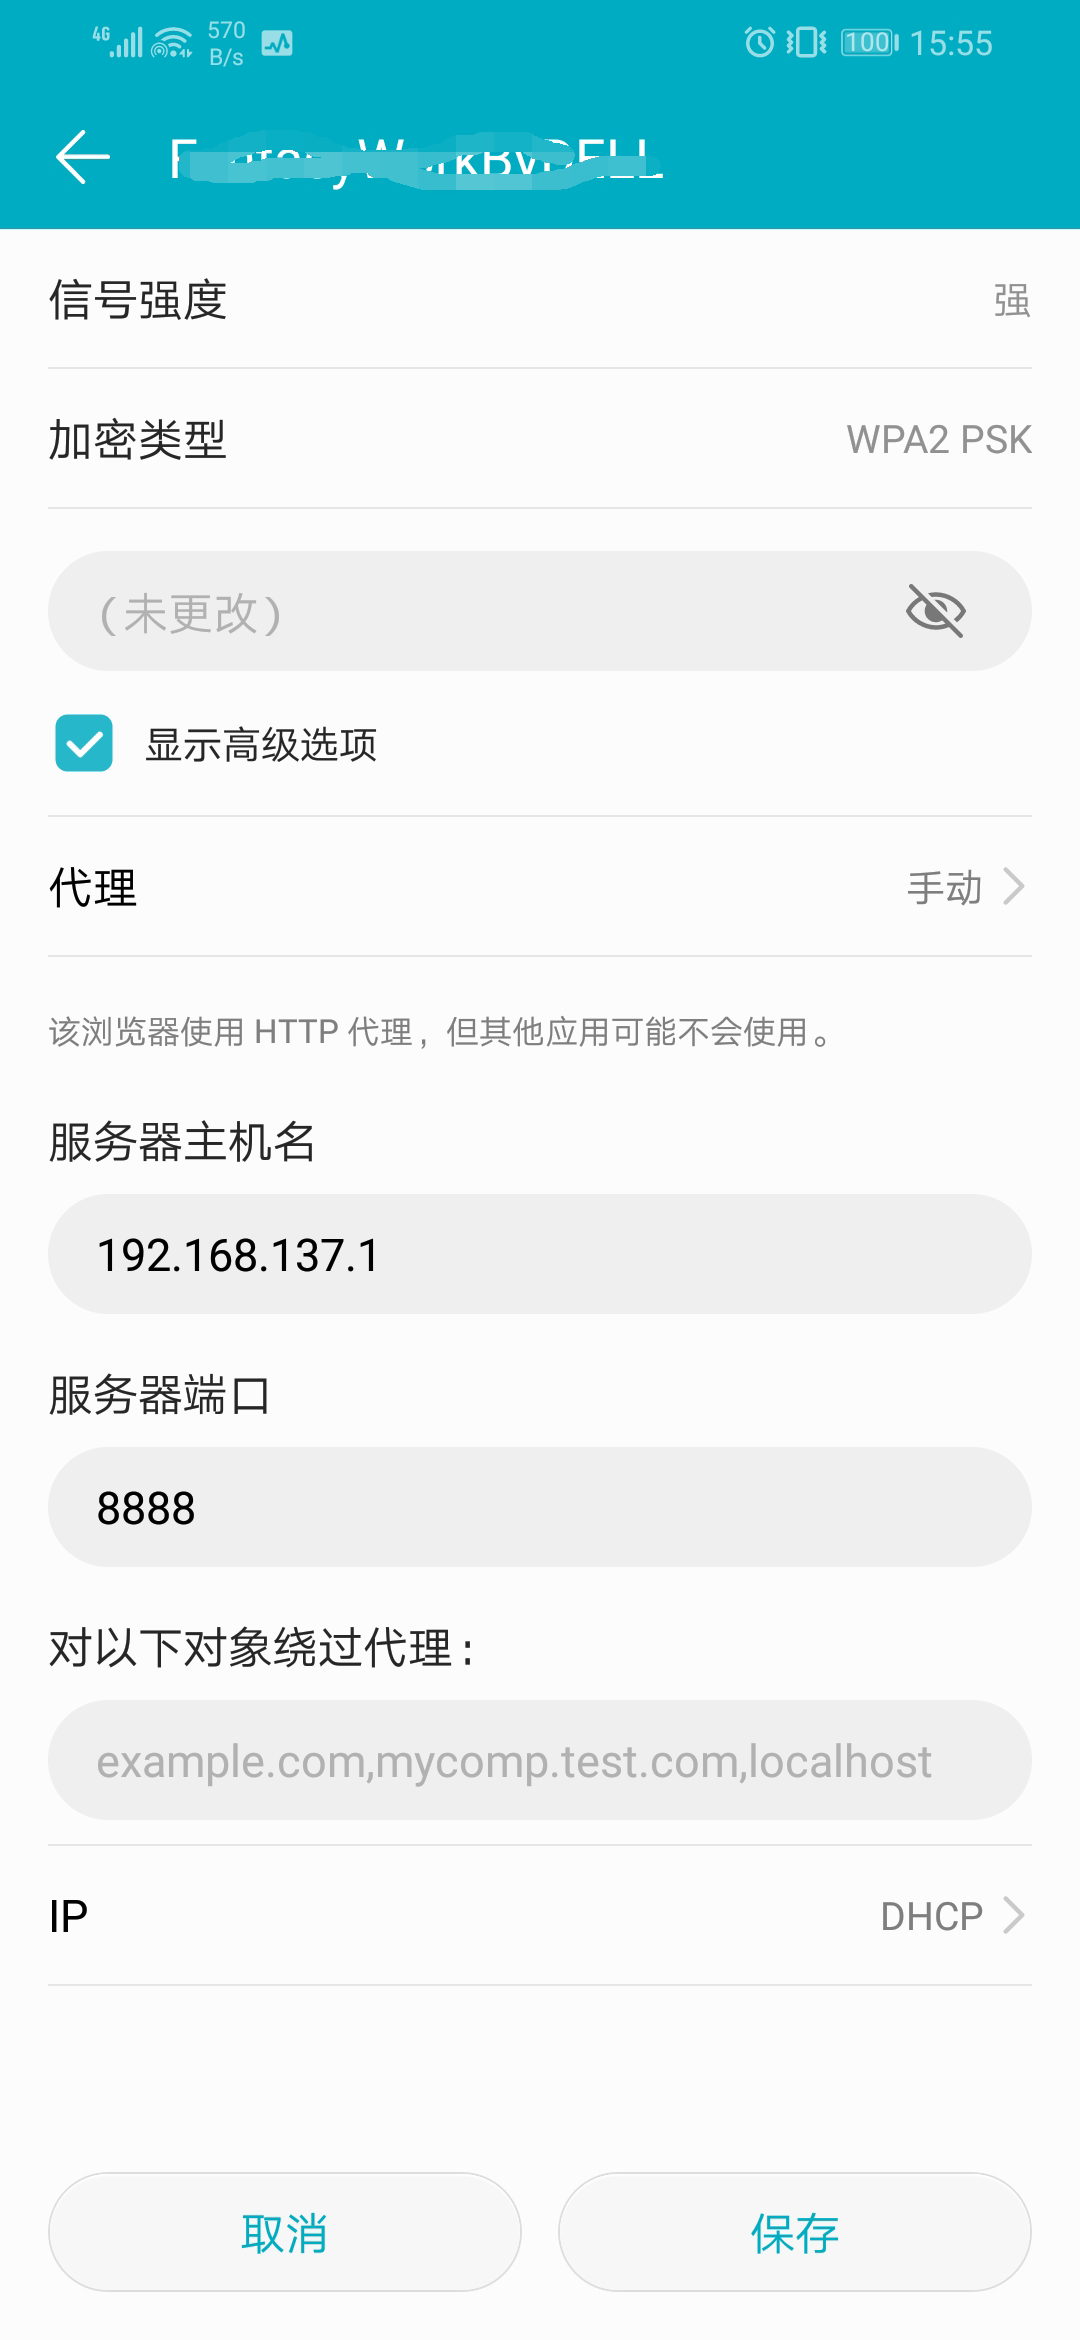 4G
570
B/s
100
15:55
信号强度
强
加密类型
WPA2 PSK
(未更改)
显示高级选项
代理
手动
该浏览器使用 HTTP 代理，但其他应用可能不会使用。
服务器主机名
192.168.137.1
服务器端口
8888
对以下对象绕过代理：
example.com,mycomp.test.com,localhost
IP
DHCP
取消
保存